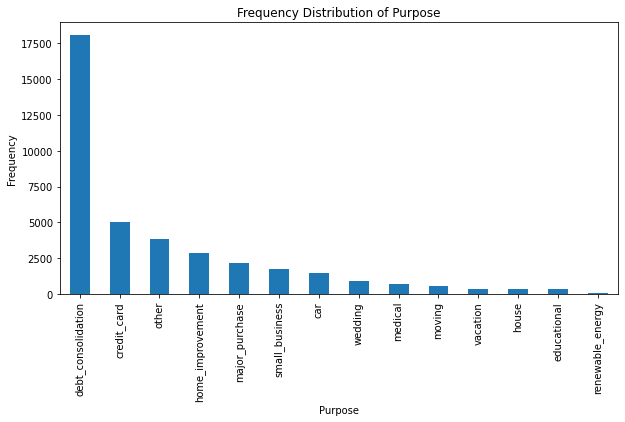 Frequency Distribution of Purpose
Frequency
17500
15000
12500
10000
7500
5000
2500
0
debt_consolidation
credit_card
other
home_improvement
major_purchase
small_business
car
wedding
medical
moving
vacation
house
educational
renewable_energy
Purpose